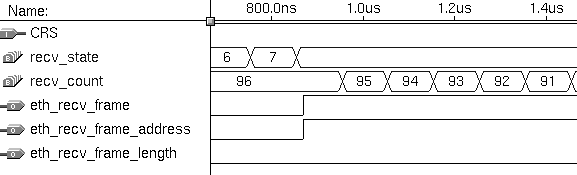 Name: 800.0ns 1.0us 1.2us 1.4us
CRS
recv_state 6 7
recv_count 96 95 94 93 92 91
eth_recv_frame
eth_recv_frame_address
eth_recv_frame_length